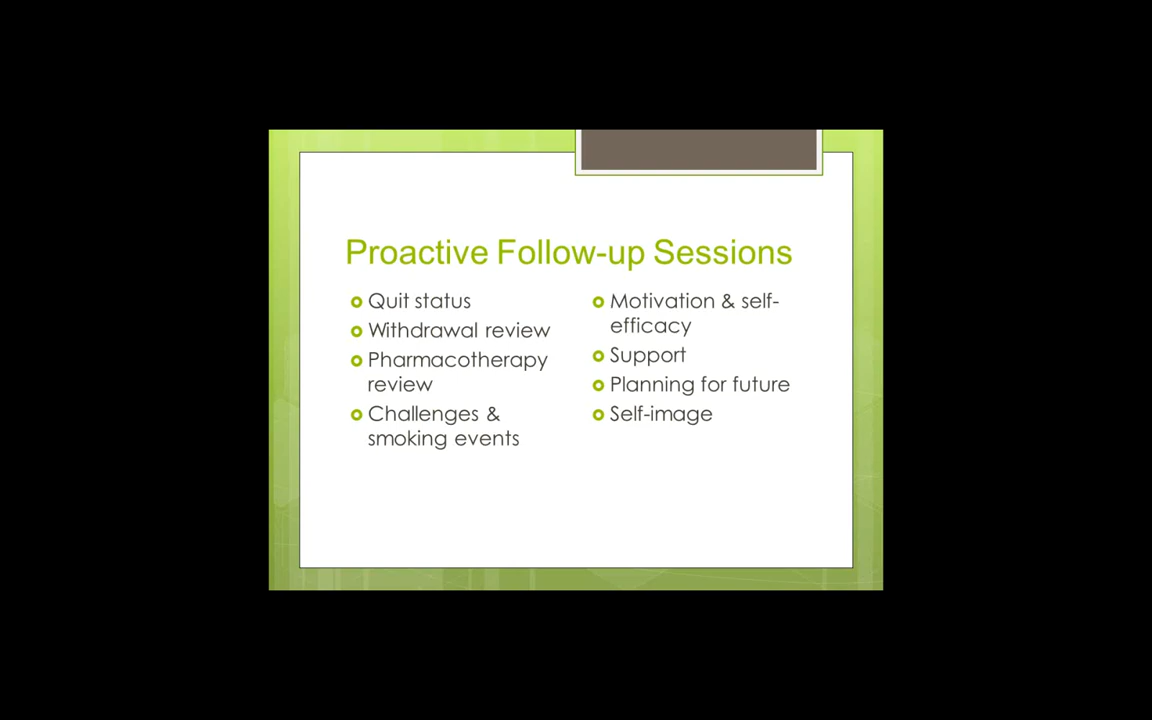 Proactive Follow-up Sessions
Quit status
Withdrawal review
Pharmacotherapy
review
Challenges &
smoking events
Motivation & self-
efficacy
Support
Planning for future
Self-image